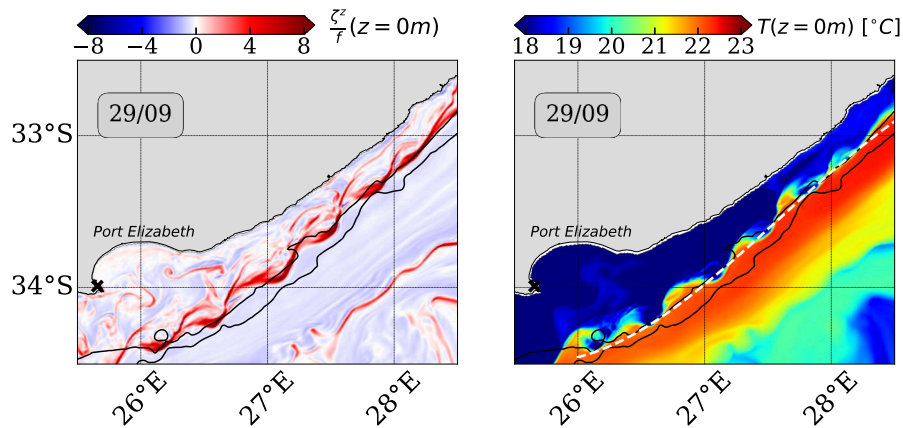 −8 −4 0 4 8 ζᶻ/f (z = 0m)
18 19 20 21 22 23 T(z = 0m) [°C]
29/09
33°S
Port Elizabeth
34°S
26°E 27°E 28°E
29/09
Port Elizabeth
26°E 27°E 28°E